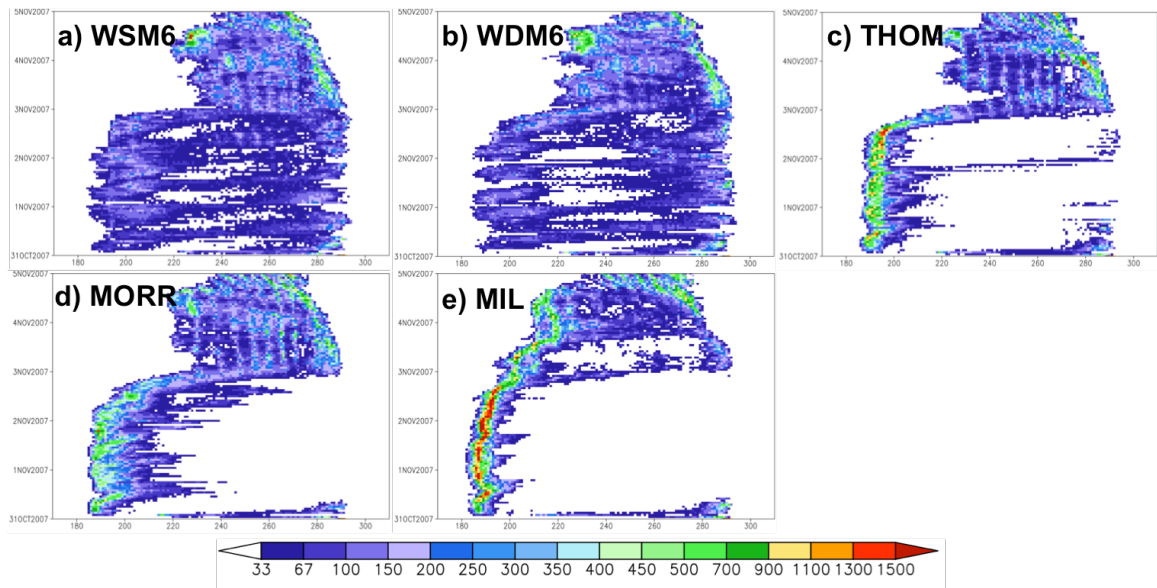 5NOV2007
4NOV2007
3NOV2007
2NOV2007
1NOV2007
31OCT2007
a) WSM6
200 220 240 260 280 300
5NOV2007
4NOV2007
3NOV2007
2NOV2007
1NOV2007
31OCT2007
b) WDM6
180 200 220 240 260 280 300
5NOV2007
4NOV2007
3NOV2007
2NOV2007
1NOV2007
31OCT2007
c) THOM
180 200 220 240 260 280 300
5NOV2007
4NOV2007
3NOV2007
2NOV2007
1NOV2007
31OCT2007
d) MORR
200 220 240 260 280 300
5NOV2007
4NOV2007
3NOV2007
2NOV2007
1NOV2007
31OCT2007
e) MIL
180 200 220 240 260 280 300
33 67 100 150 200 250 300 350 400 450 500 700 900 1100 1300 1500